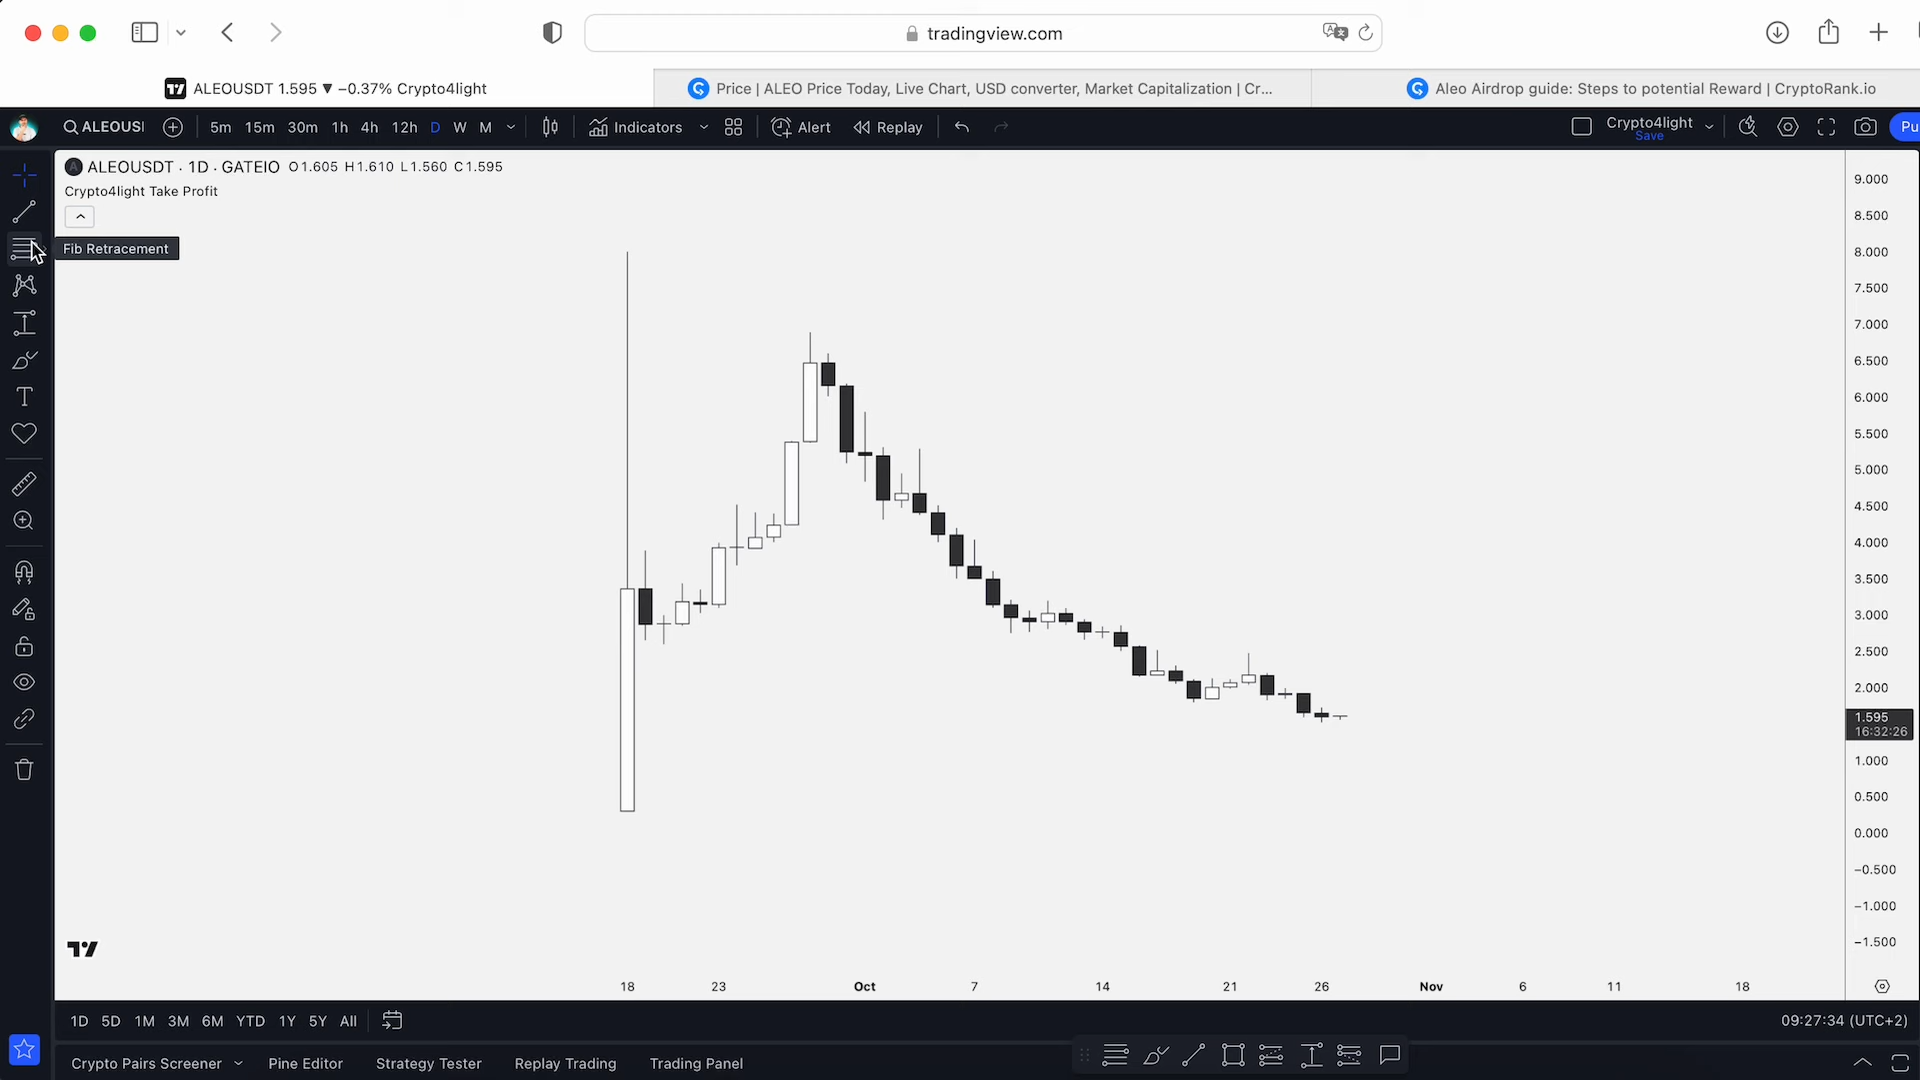 tradingview.com
ALEOUSDT 1.595 ▼ −0.37% Crypto4light
Price | ALEO Price Today, Live Chart, USD converter, Market Capitalization | Cr...
Aleo Airdrop guide: Steps to potential Reward | CryptoRank.io
ALEOUSI 5m 15m 30m 1h 4h 12h D W M Indicators Alert Replay Crypto4light Pu
Save
ALEOUSDT · 1D · GATEIO O1.605 H1.610 L1.560 C1.595
Crypto4light Take Profit
Fib Retracement
9.000
8.500
8.000
7.500
7.000
6.500
6.000
5.500
5.000
4.500
4.000
3.500
3.000
2.500
2.000
1.595
16:32:26
1.000
0.500
0.000
−0.500
−1.000
−1.500
18 23 Oct 7 14 21 26 Nov 6 11 18
1D 5D 1M 3M 6M YTD 1Y 5Y All 09:27:34 (UTC+2)
Crypto Pairs Screener Pine Editor Strategy Tester Replay Trading Trading Panel